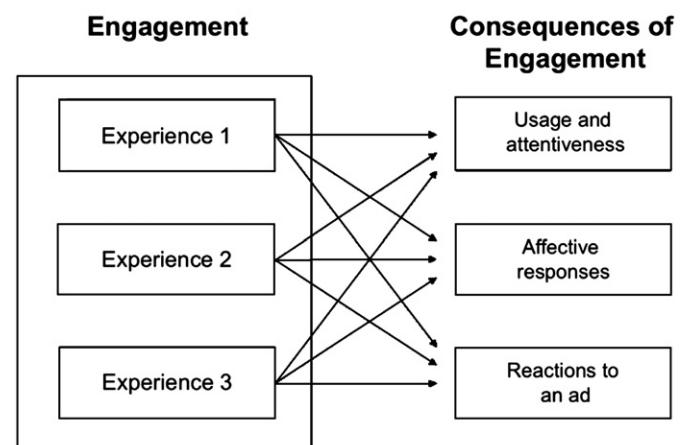 Engagement
Consequences of
Engagement
Experience 1
Usage and
attentiveness
Experience 2
Affective
responses
Experience 3
Reactions to
an ad